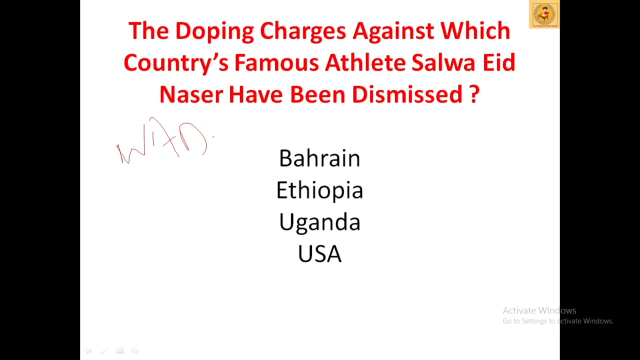 The Doping Charges Against Which
Country's Famous Athlete Salwa Eid
Naser Have Been Dismissed ?
WAD
Bahrain
Ethiopia
Uganda
USA
Activate Windows
Go to Settings to activate Windows.